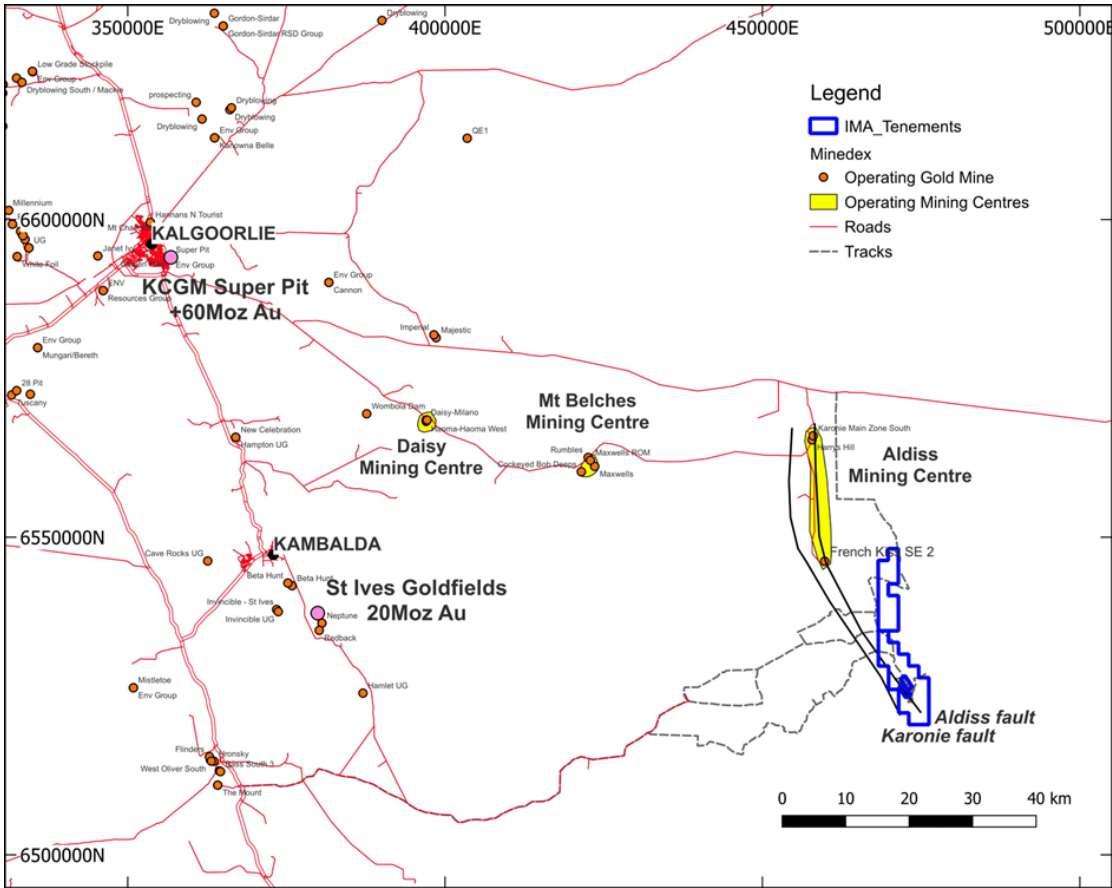 350000E
400000E
450000E
500000E
Dryblowing
Gordon-Sirdar
Gordon-Sirdar RSD Group
Dryblowing
Low Grade Stockpile
Env Group
Dryblowing South / Mackie
prospecting
Dryblowing
Dryblowing
Dryblowing
Env Group
Kanowna Belle
QE1
Legend
IMA_Tenements
Minedex
Operating Gold Mine
Operating Mining Centres
Roads
Tracks
Millennium
6600000N
Hannans N Tourist
KALGOORLIE
UG
White Foil
Super Pit
Env Group
KCGM Super Pit
+60Moz Au
ENV
Resources Group
Env Group
Cannon
Imperial
Majestic
Env Group
Mungari/Bereth
28 Pit
Tuscany
Wombola Dam
Daisy-Milano
Haoma-Haoma West
Daisy
Mining Centre
Mt Belches
Mining Centre
New Celebration
Hampton UG
Rumbles
Maxwells ROM
Cockeyed Bob Deeps
Maxwells
Karonie Main Zone South
Harrys Hill
Aldiss
Mining Centre
6550000N
KAMBALDA
Cave Rocks UG
French Kiss SE 2
Beta Hunt
Beta Hunt
St Ives Goldfields
20Moz Au
Invincible - St Ives
Invincible UG
Neptune
Redback
Mistletoe
Env Group
Hamlet UG
Aldiss fault
Karonie fault
Flinders
West Oliver South
The Mount
0 10 20 30 40 km
6500000N